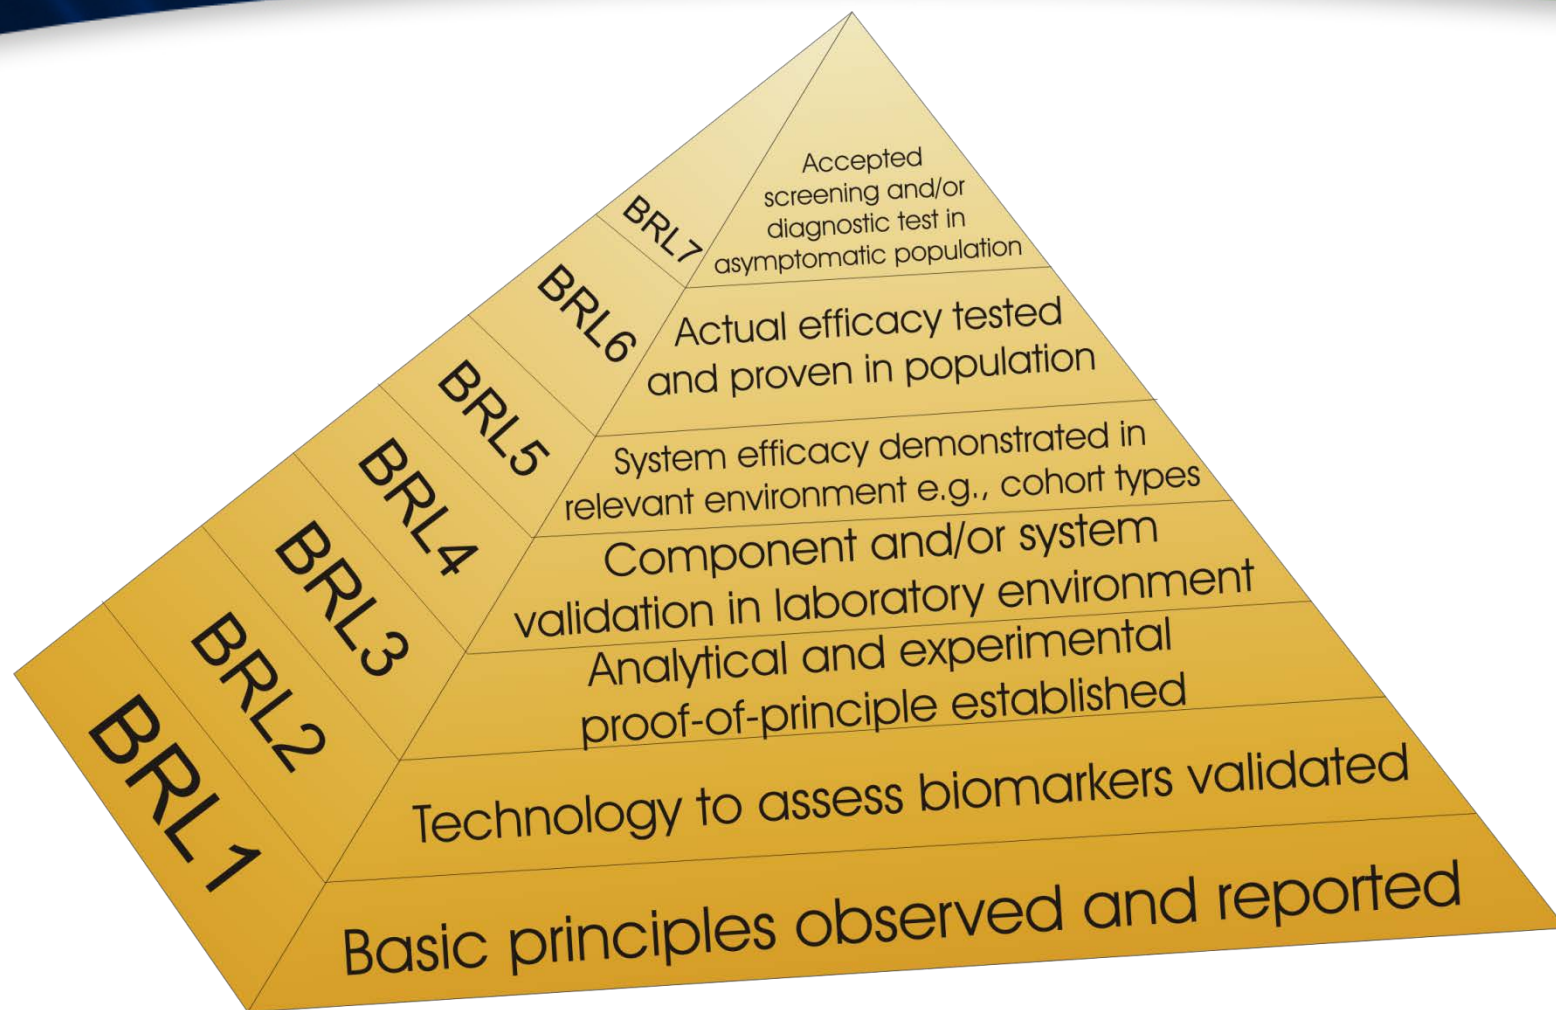 BRL7
Accepted
screening and/or
diagnostic test in
asymptomatic population
BRL6
Actual efficacy tested
and proven in population
BRL5
System efficacy demonstrated in
relevant environment e.g., cohort types
BRL4
Component and/or system
validation in laboratory environment
BRL3
Analytical and experimental
proof-of-principle established
BRL2
Technology to assess biomarkers validated
BRL1
Basic principles observed and reported